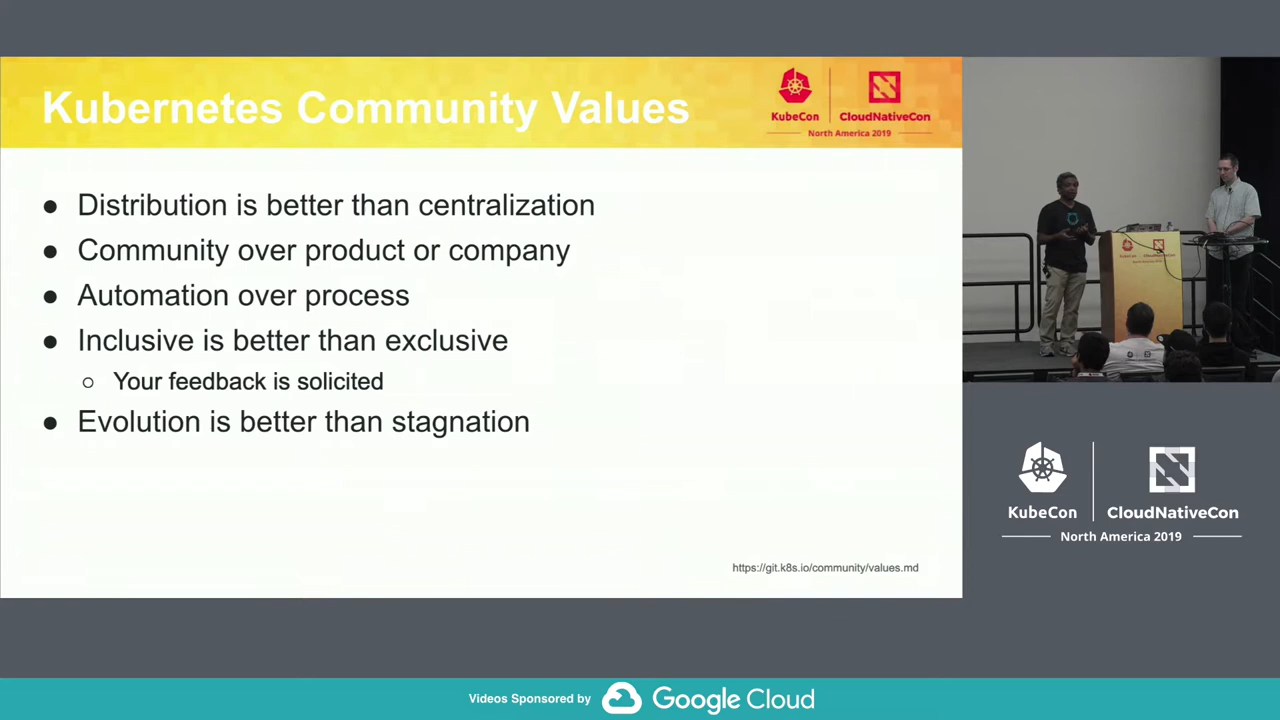 Kubernetes Community Values
KubeCon
CloudNativeCon
North America 2019
Distribution is better than centralization
Community over product or company
Automation over process
Inclusive is better than exclusive
Your feedback is solicited
Evolution is better than stagnation
https://git.k8s.io/community/values.md
KubeCon
CloudNativeCon
North America 2019
Videos Sponsored by
Google Cloud